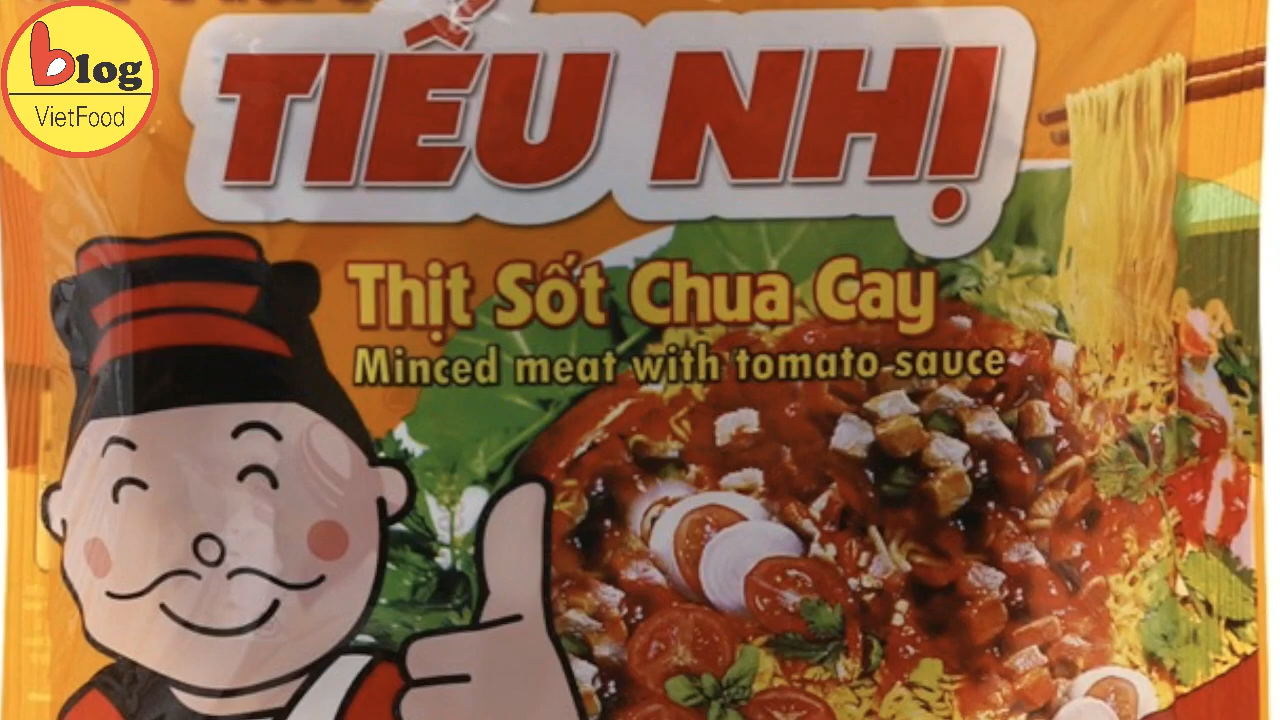 blog
VietFood
TIỂU NHỊ
Thịt Sốt Chua Cay
Minced meat with tomato sauce